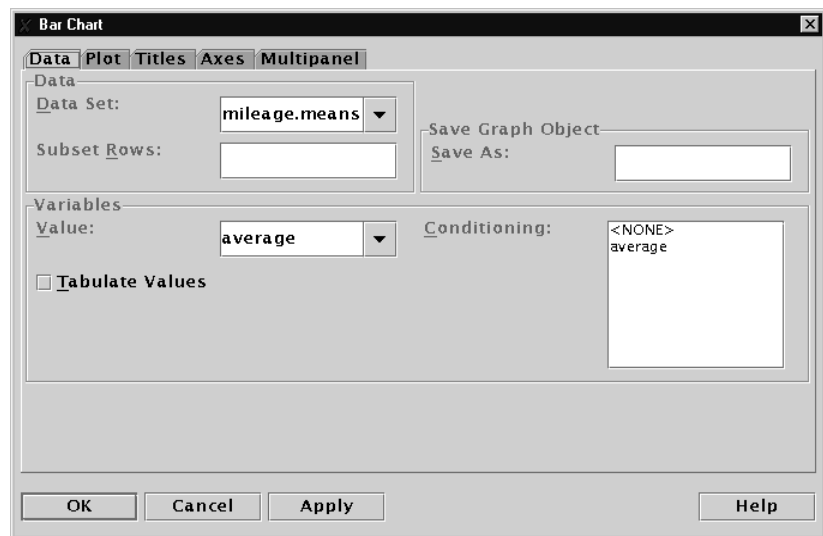 Bar Chart
Data Plot Titles Axes Multipanel
Data
Data Set:
mileage.means
Subset Rows:
Save Graph Object
Save As:
Variables
Value:
average
Tabulate Values
Conditioning:
<NONE>
average
OK Cancel Apply Help